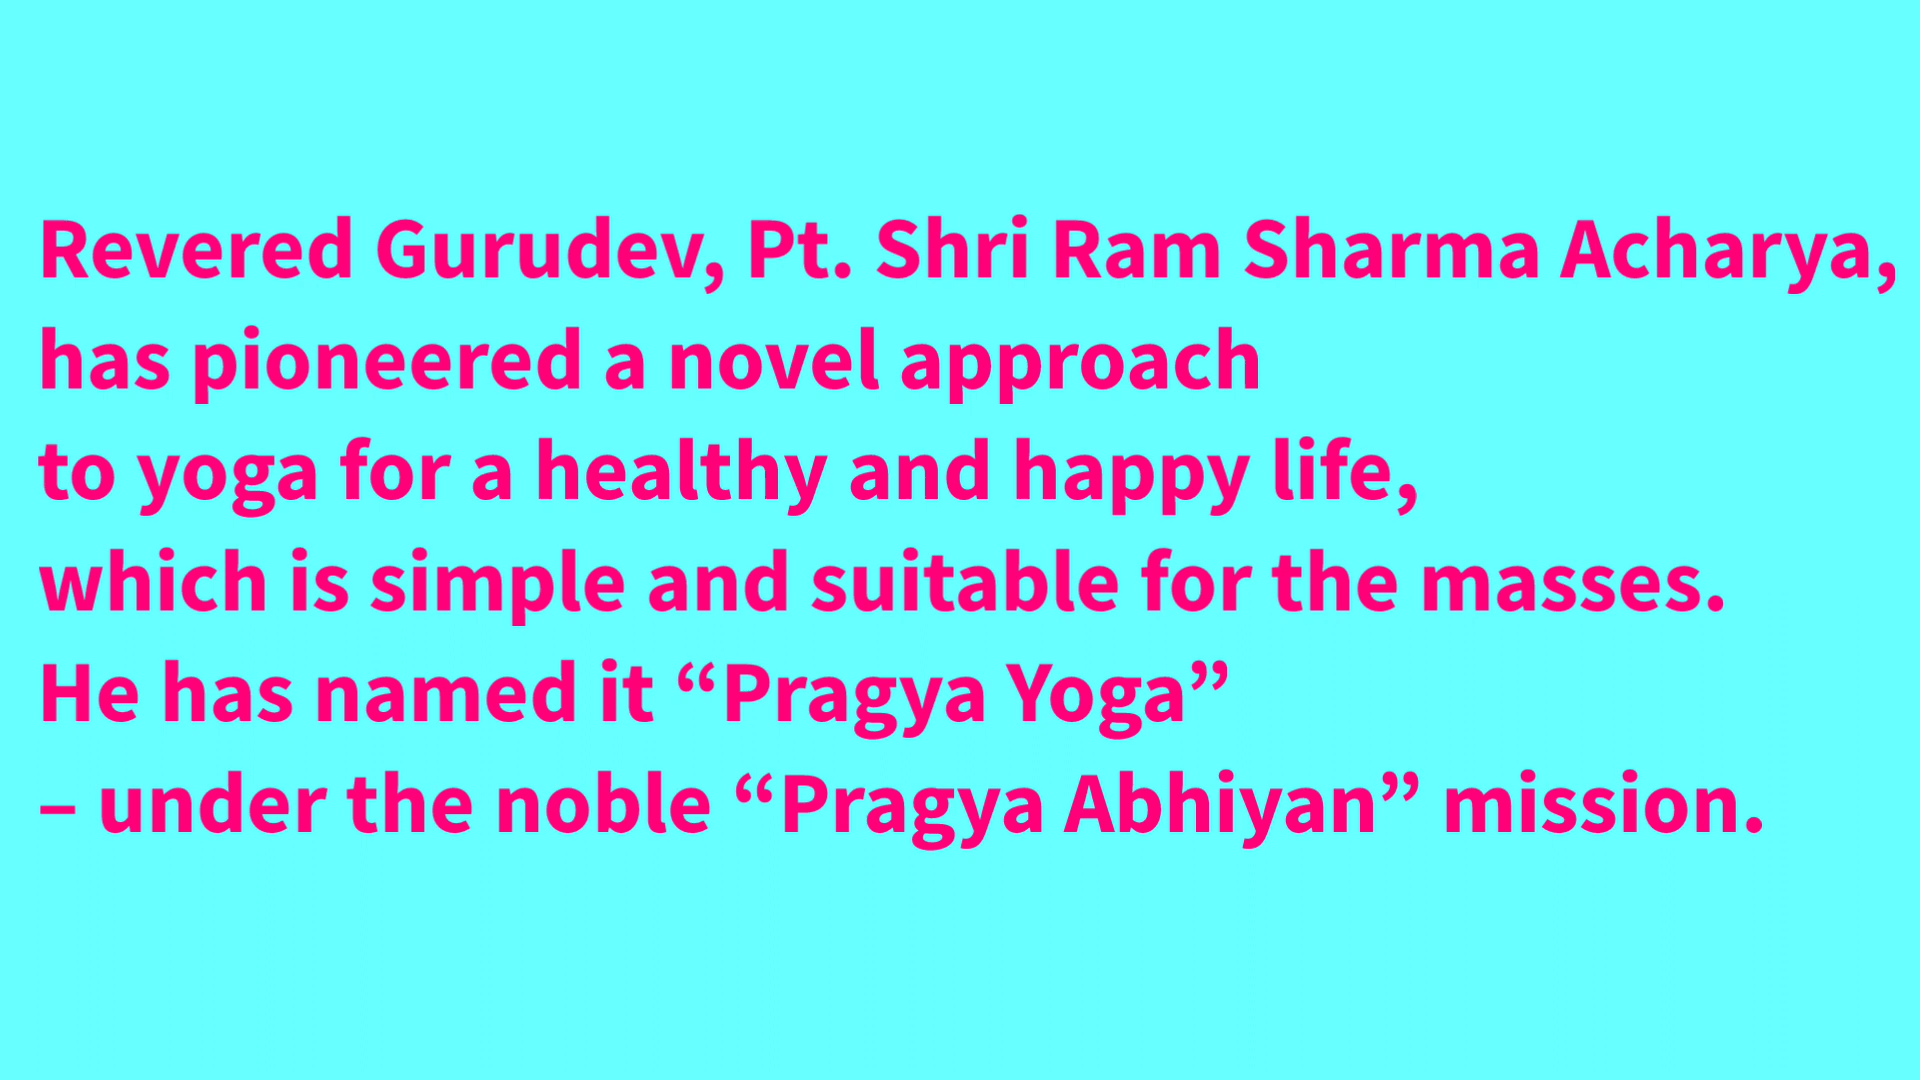 Revered Gurudev, Pt. Shri Ram Sharma Acharya,
has pioneered a novel approach
to yoga for a healthy and happy life,
which is simple and suitable for the masses.
He has named it “Pragya Yoga”
– under the noble “Pragya Abhiyan” mission.